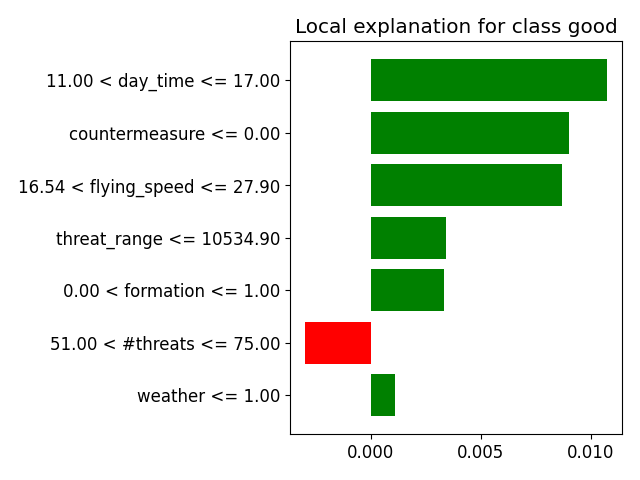 Local explanation for class good
11.00 < day_time <= 17.00
countermeasure <= 0.00
16.54 < flying_speed <= 27.90
threat_range <= 10534.90
0.00 < formation <= 1.00
51.00 < #threats <= 75.00
weather <= 1.00
0.000 0.005 0.010